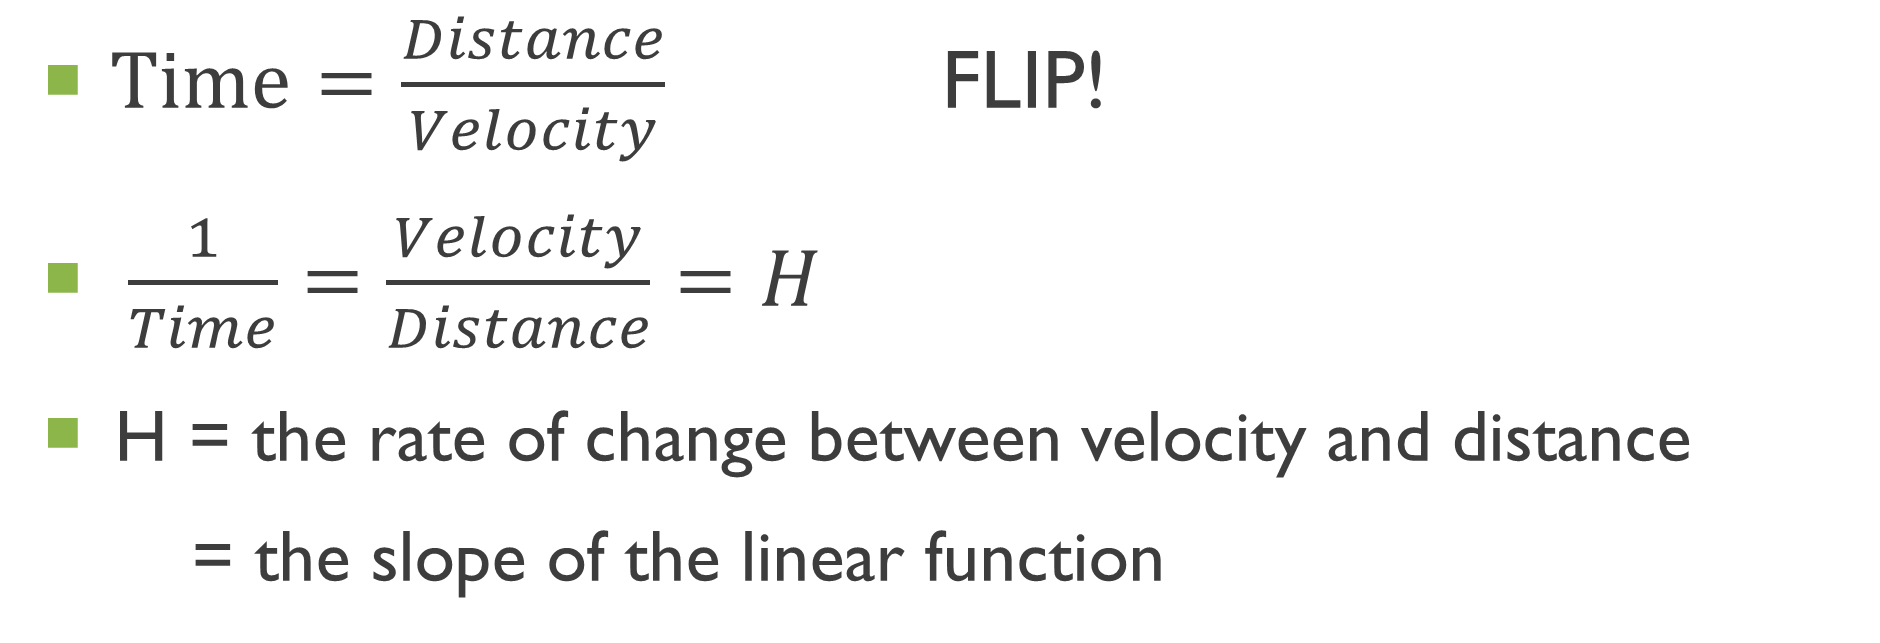 Time = Distance / Velocity FLIP!
1 / Time = Velocity / Distance = H
H = the rate of change between velocity and distance
= the slope of the linear function